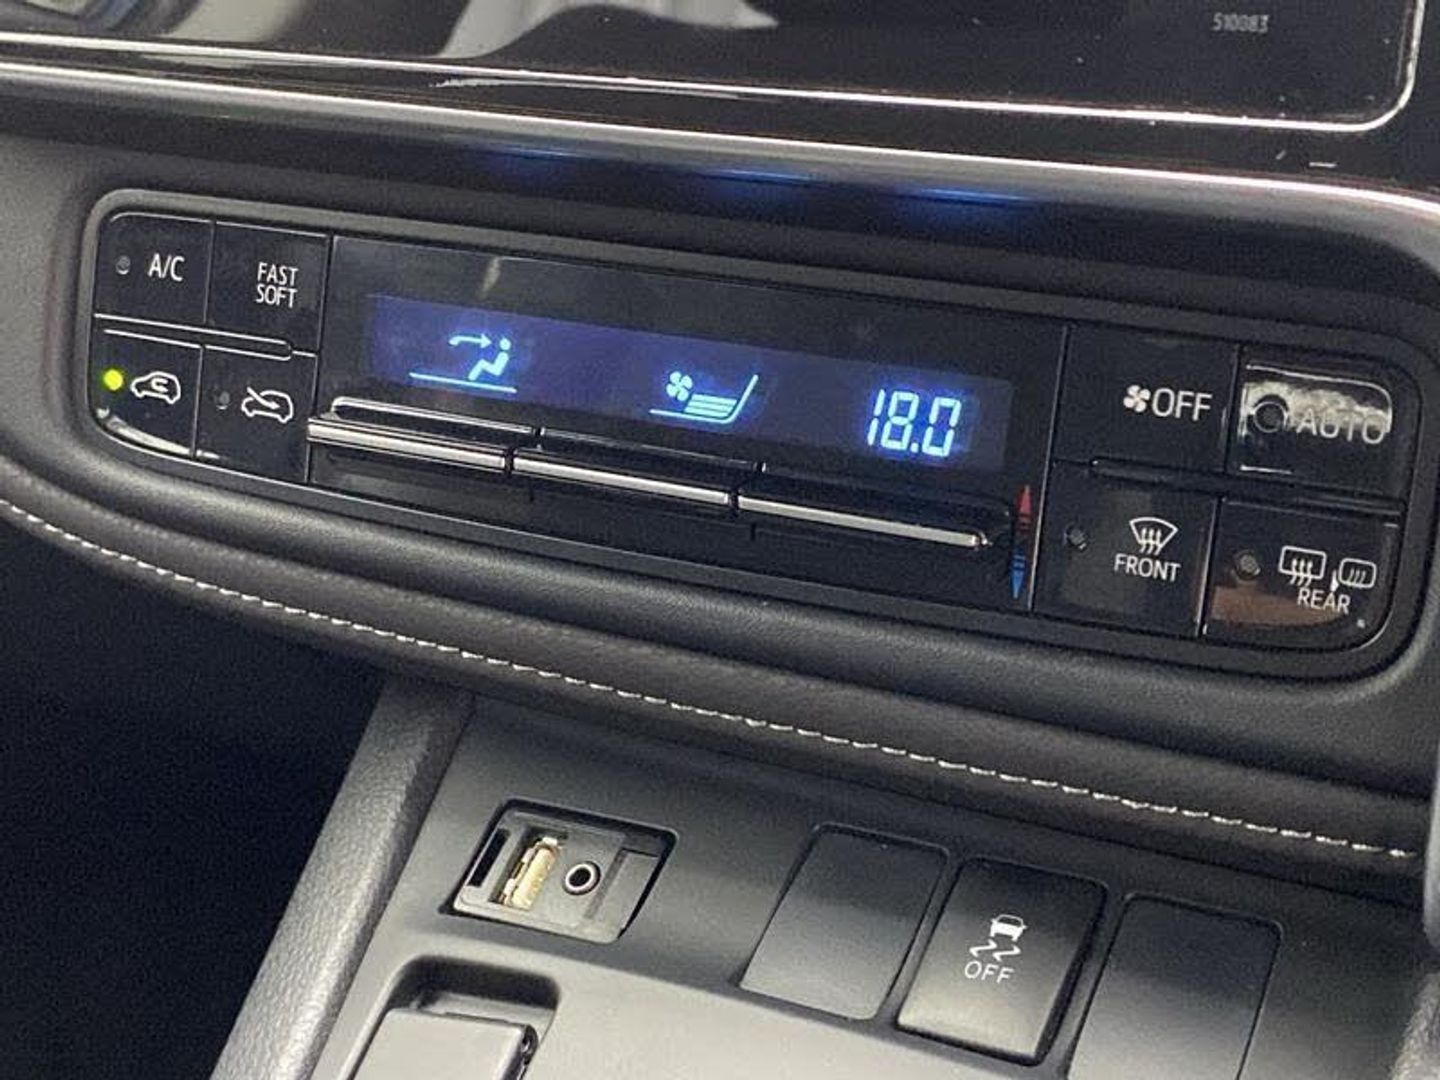 510083
A/C
FAST
SOFT
18.0
OFF
AUTO
FRONT
REAR
OFF